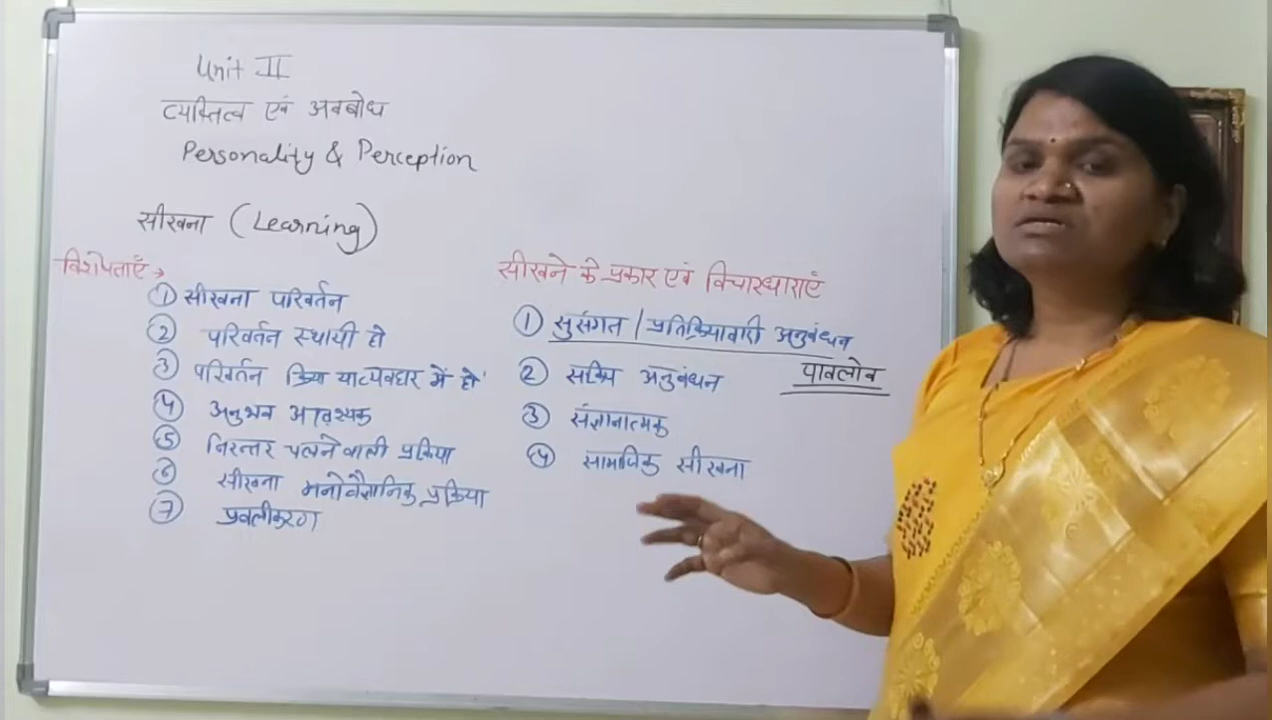 Unit II
व्यक्तित्व एवं अवबोध
Personality & Perception
सीखना (Learning)
विशेषताएँ →
① सीखना परिवर्तन
② परिवर्तन स्थायी हो
③ परिवर्तन क्रिया या व्यवहार में हो
④ अनुभव आवश्यक
⑤ निरन्तर चलने वाली प्रक्रिया
⑥ सीखना मनोवैज्ञानिक प्रक्रिया
⑦ प्रबलीकरण
सीखने के प्रकार एवं विचारधाराएं
① सुसंगत / प्रतिक्रियावादी अनुबंधन
पावलोव
② सक्रिय अनुबंधन
③ संज्ञानात्मक
④ सामाजिक सीखना